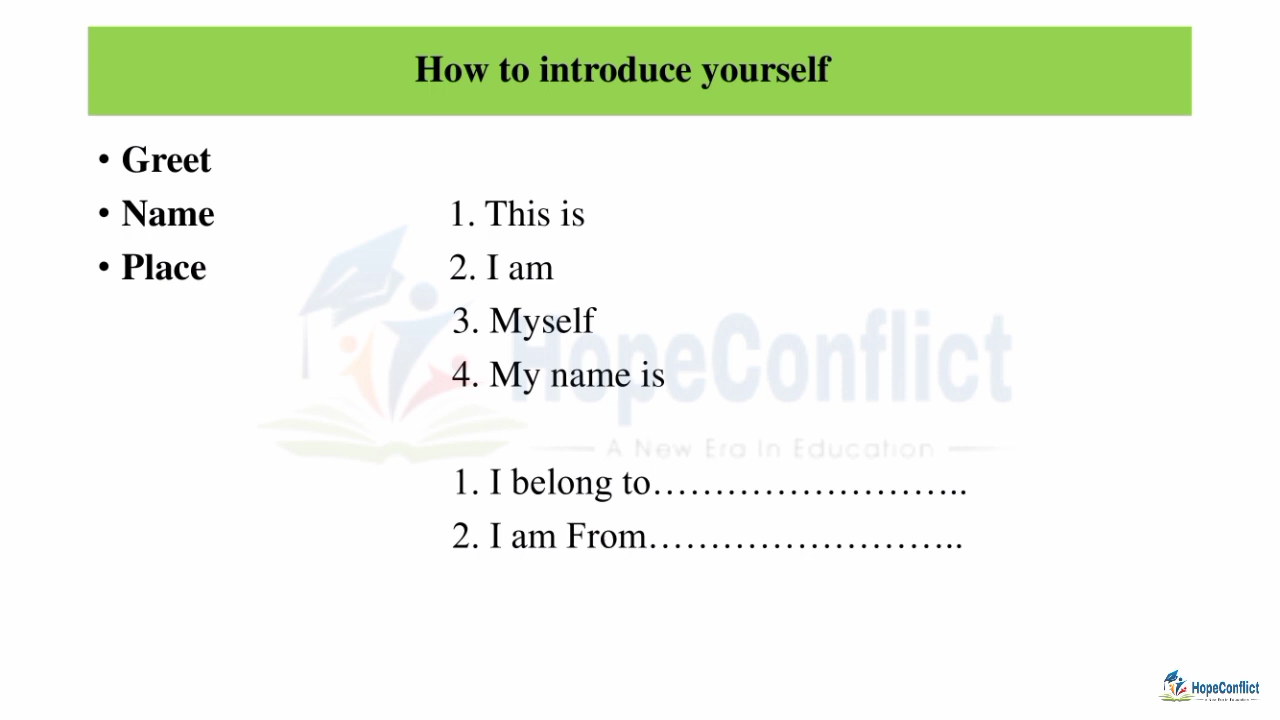 How to introduce yourself
• Greet
• Name 1. This is
• Place 2. I am
3. Myself
4. My name is
HopeConflict
A New Era In Education
1. I belong to………………………..
2. I am From………………………..
HopeConflict